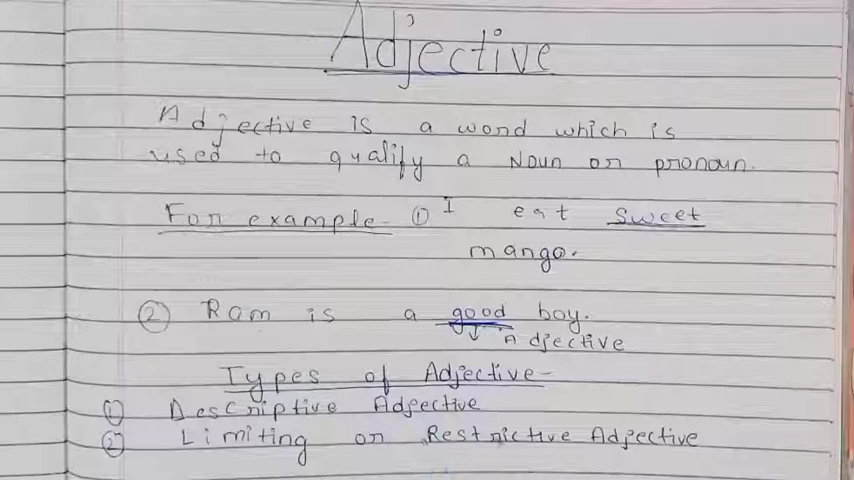 Adjective
Adjective is a word which is
used to qualify a Noun or pronoun.
For example- ① I eat sweet
mango.
② Ram is a good boy.
↓ Adjective
Types of Adjective-
① Descriptive Adjective
② Limiting or Restrictive Adjective